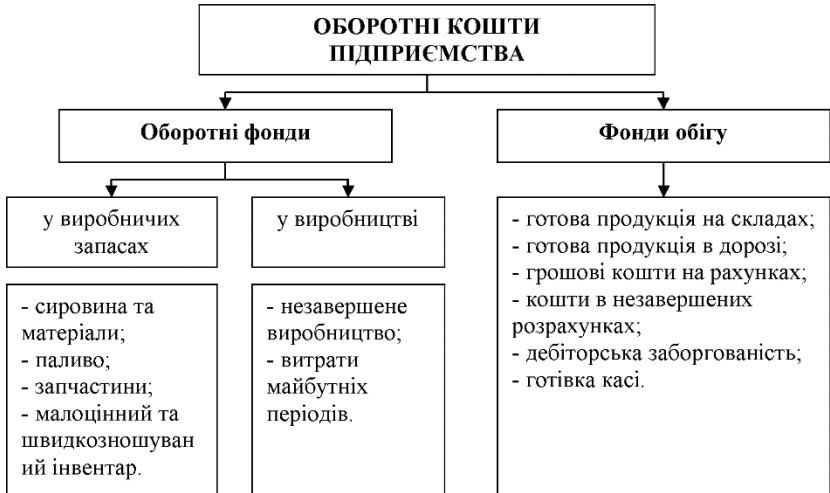 ОБОРОТНІ КОШТИ
ПІДПРИЄМСТВА
Оборотні фонди
Фонди обігу
у виробничих
запасах
у виробництві
- сировина та
матеріали;
- паливо;
- запчастини;
- малоцінний та
швидкозношуван
ий інвентар.
- незавершене
виробництво;
- витрати
майбутніх
періодів.
- готова продукція на складах;
- готова продукція в дорозі;
- грошові кошти на рахунках;
- кошти в незавершених
розрахунках;
- дебіторська заборгованість;
- готівка касі.